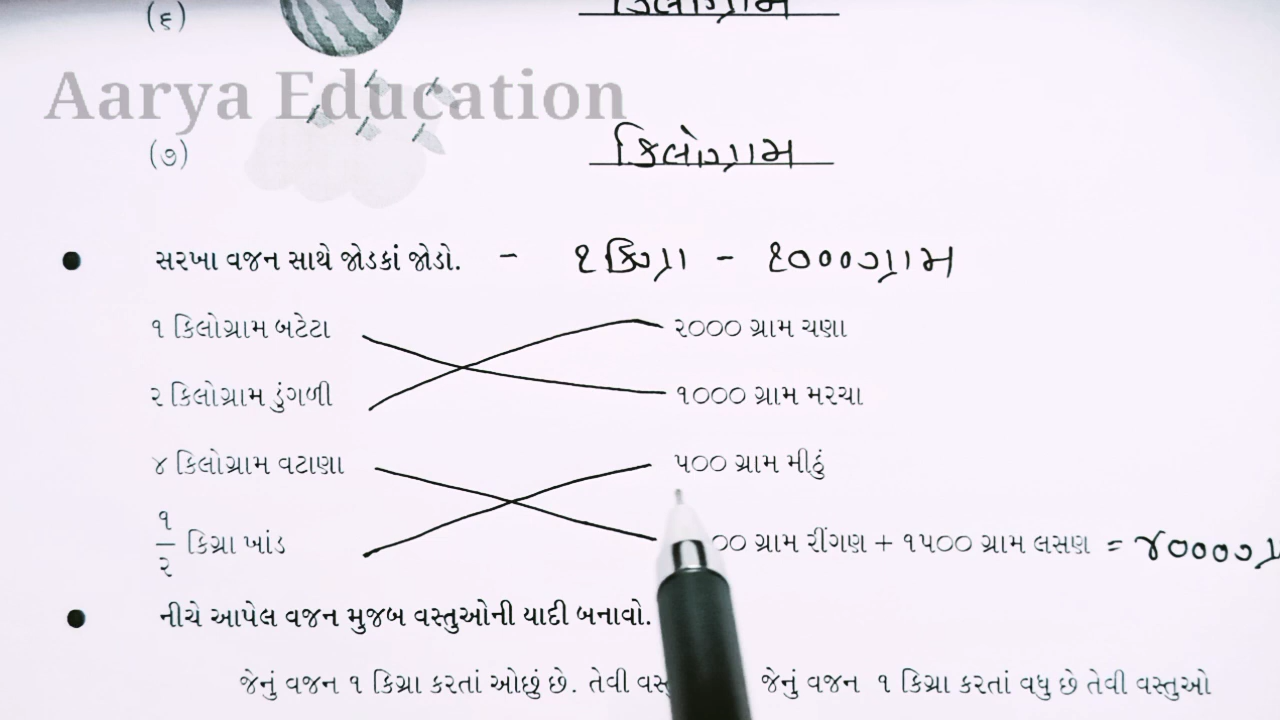 (૬) કિલોગ્રામ
Aarya Education
(૭) કિલોગ્રામ
● સરખા વજન સાથે જોડકાં જોડો. - ૧ કિગ્રા - ૧૦૦૦ ગ્રામ
૧ કિલોગ્રામ બટેટા ૨૦૦૦ ગ્રામ ચણા
૨ કિલોગ્રામ ડુંગળી ૧૦૦૦ ગ્રામ મરચા
૪ કિલોગ્રામ વટાણા ૫૦૦ ગ્રામ મીઠું
૧/૨ કિગ્રા ખાંડ ૦૦ ગ્રામ રીંગણ + ૧૫૦૦ ગ્રામ લસણ = ૪૦૦૦
● નીચે આપેલ વજન મુજબ વસ્તુઓની યાદી બનાવો.
જેનું વજન ૧ કિગ્રા કરતાં ઓછું છે. તેવી જેનું વજન ૧ કિગ્રા કરતાં વધુ છે તેવી વસ્તુઓ